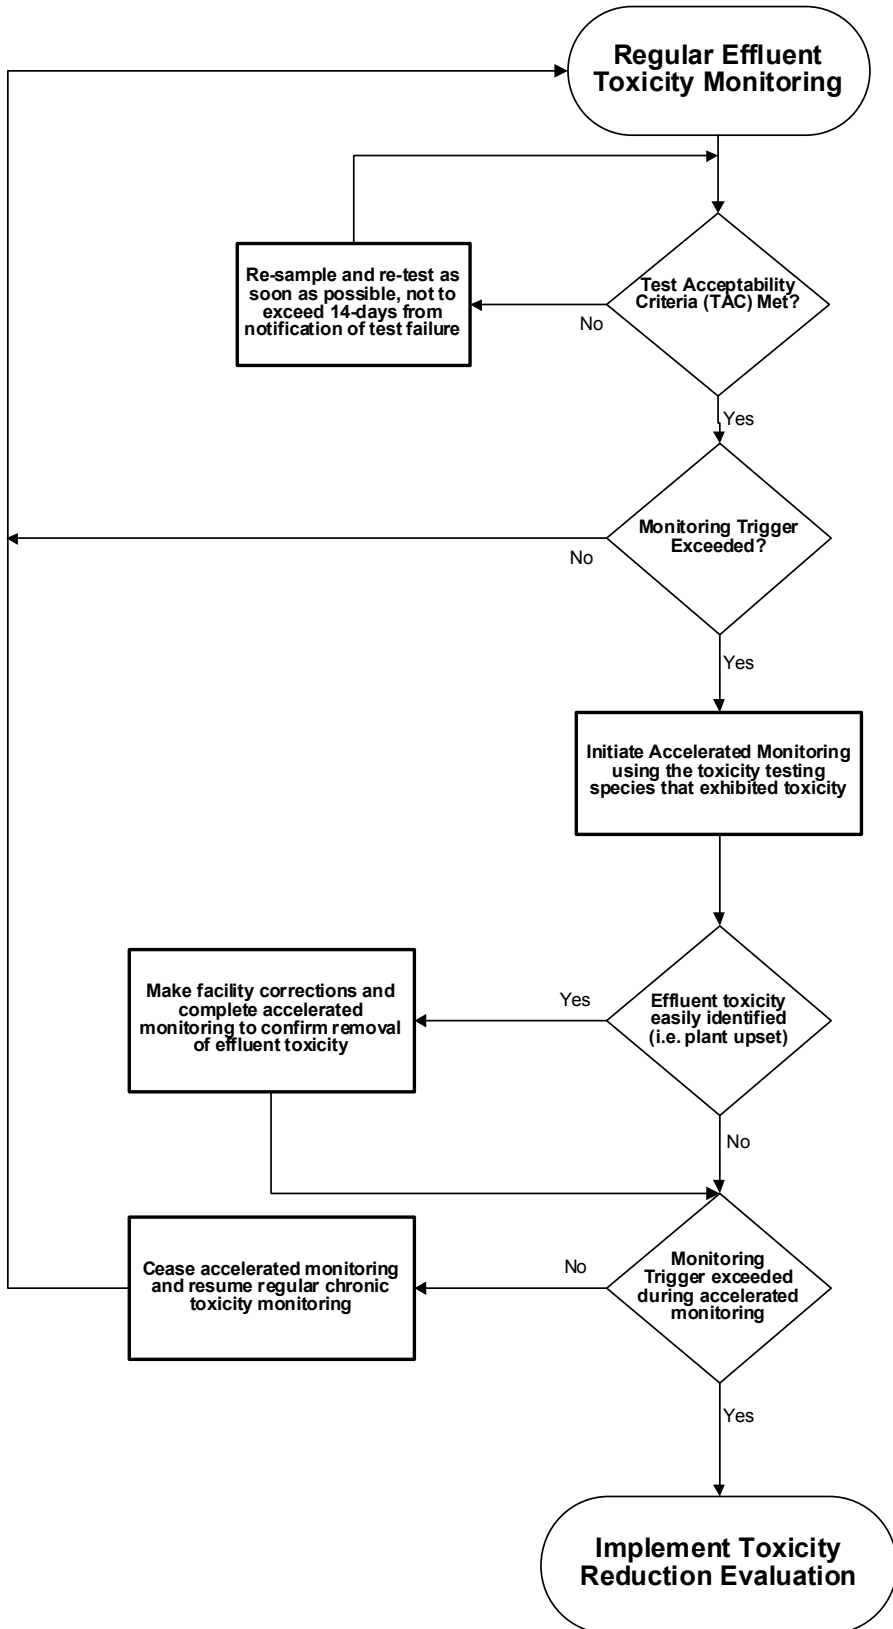 Regular Effluent
Toxicity Monitoring
Test Acceptability
Criteria (TAC) Met?
No
Re-sample and re-test as
soon as possible, not to
exceed 14-days from
notification of test failure
Yes
Monitoring Trigger
Exceeded?
No
Yes
Initiate Accelerated Monitoring
using the toxicity testing
species that exhibited toxicity
Effluent toxicity
easily identified
(i.e. plant upset)
Yes
Make facility corrections and
complete accelerated
monitoring to confirm removal
of effluent toxicity
No
Monitoring
Trigger exceeded
during accelerated
monitoring
No
Cease accelerated monitoring
and resume regular chronic
toxicity monitoring
Yes
Implement Toxicity
Reduction Evaluation